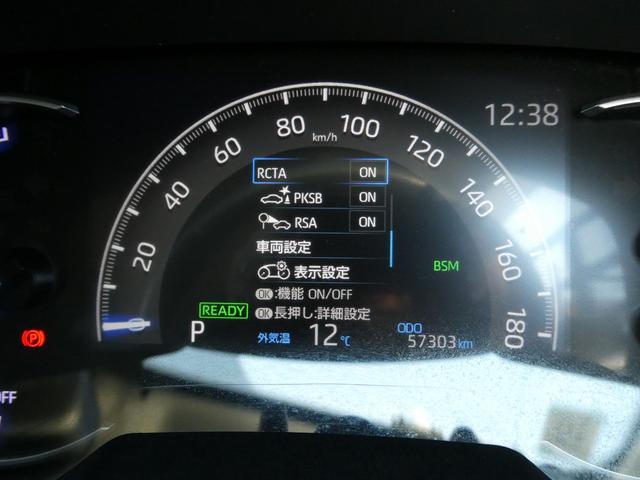 12:38
0 20 40 60 80 100 120 140 160 180
km/h
RCTA ON
PKSB ON
RSA ON
車両設定
表示設定
OK:機能 ON/OFF
OK長押し:詳細設定
BSM
READY
P
外気温 12℃
ODO
57303km
(P)